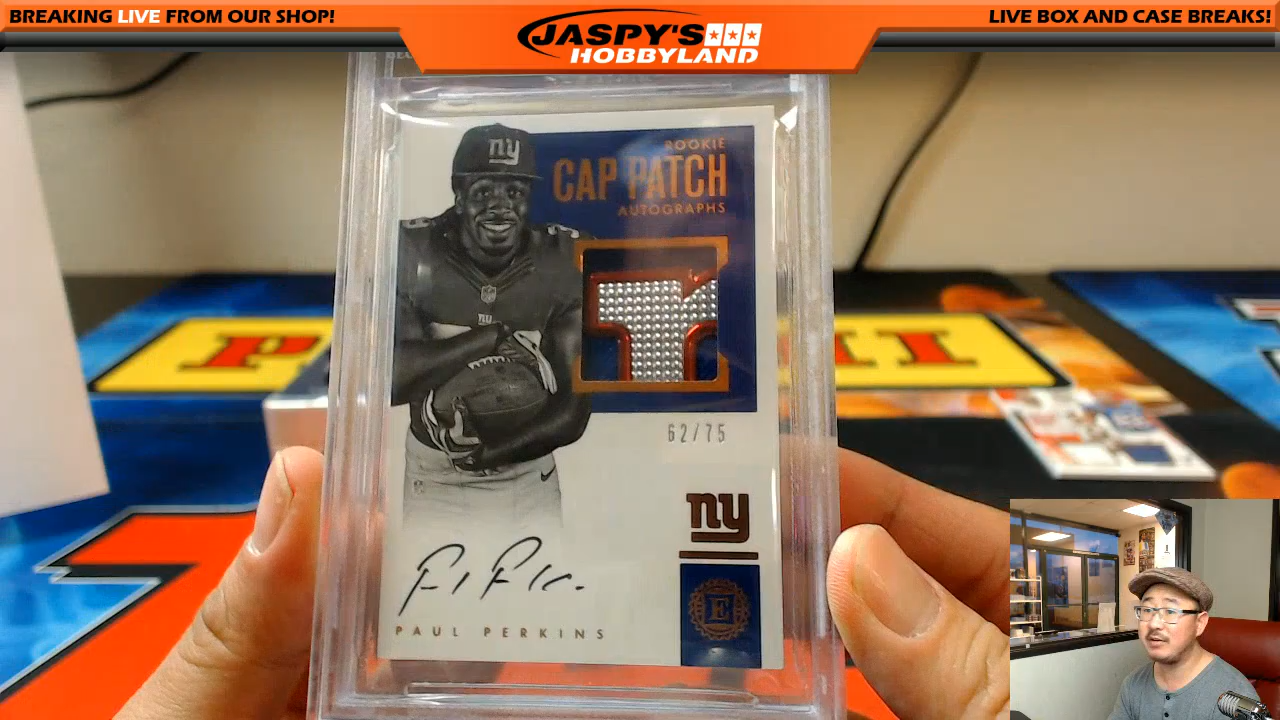 BREAKING LIVE FROM OUR SHOP!
JASPY'S
HOBBYLAND
LIVE BOX AND CASE BREAKS!
ny
ROOKIE
CAP PATCH
AUTOGRAPHS
ny
62/75
ny
E
PAUL PERKINS